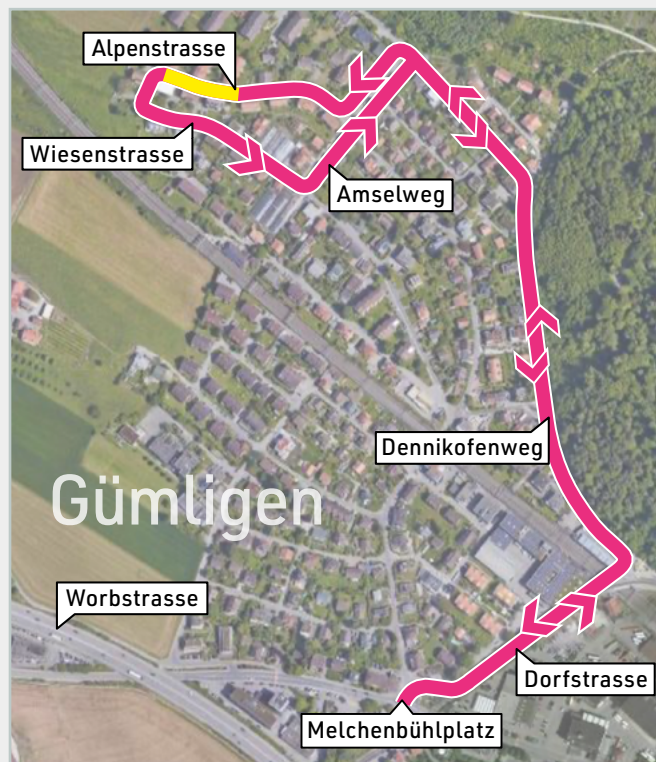 Alpenstrasse
Wiesenstrasse
Amselweg
Dennikofenweg
Gümligen
Worbstrasse
Dorfstrasse
Melchenbühlplatz